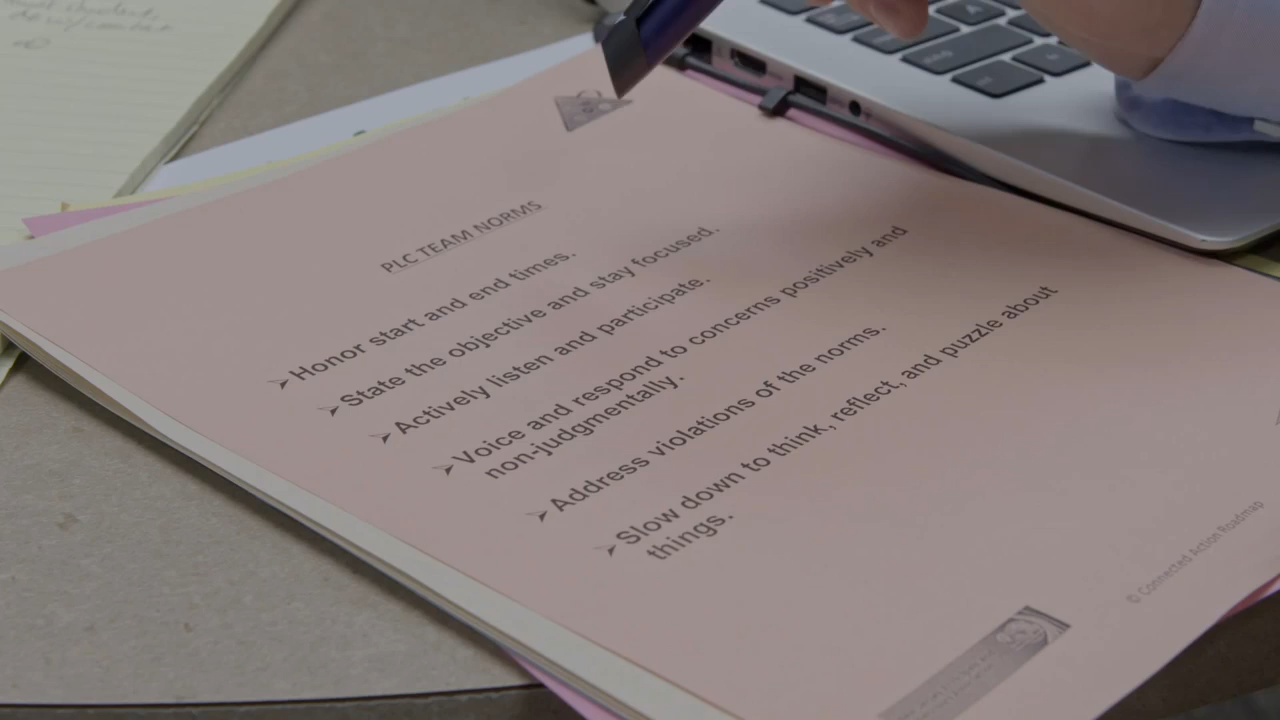 PLC TEAM NORMS
➢ Honor start and end times.
➢ State the objective and stay focused.
➢ Actively listen and participate.
➢ Voice and respond to concerns positively and
non-judgmentally.
➢ Address violations of the norms.
➢ Slow down to think, reflect, and puzzle about
things.
© Connected Action Roadmap